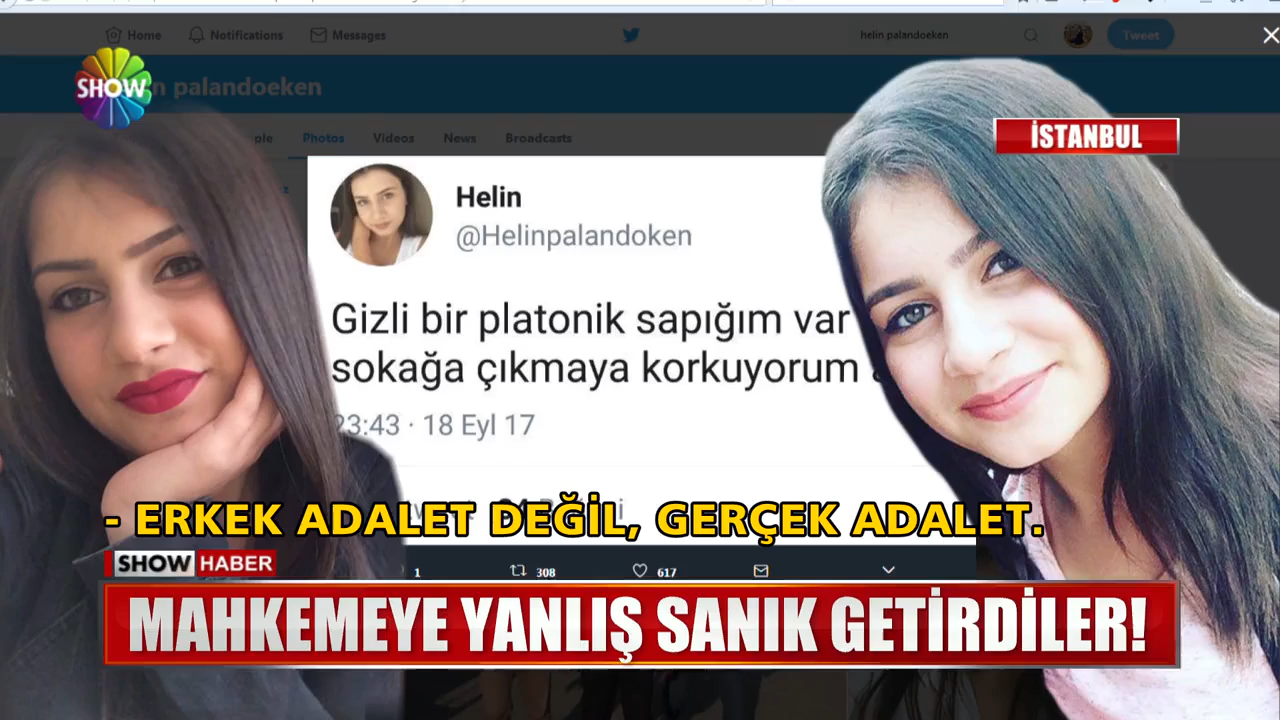 Home Notifications Messages helin palandoeken Tweet
SHOW
n palandoeken
İSTANBUL
ple Photos Videos News Broadcasts
Helin
@Helinpalandoken
Gizli bir platonik sapığım var
sokağa çıkmaya korkuyorum
23:43 · 18 Eyl 17
- ERKEK ADALET DEĞİL, GERÇEK ADALET.
SHOW HABER
1 308 617
MAHKEMEYE YANLIŞ SANIK GETİRDİLER!